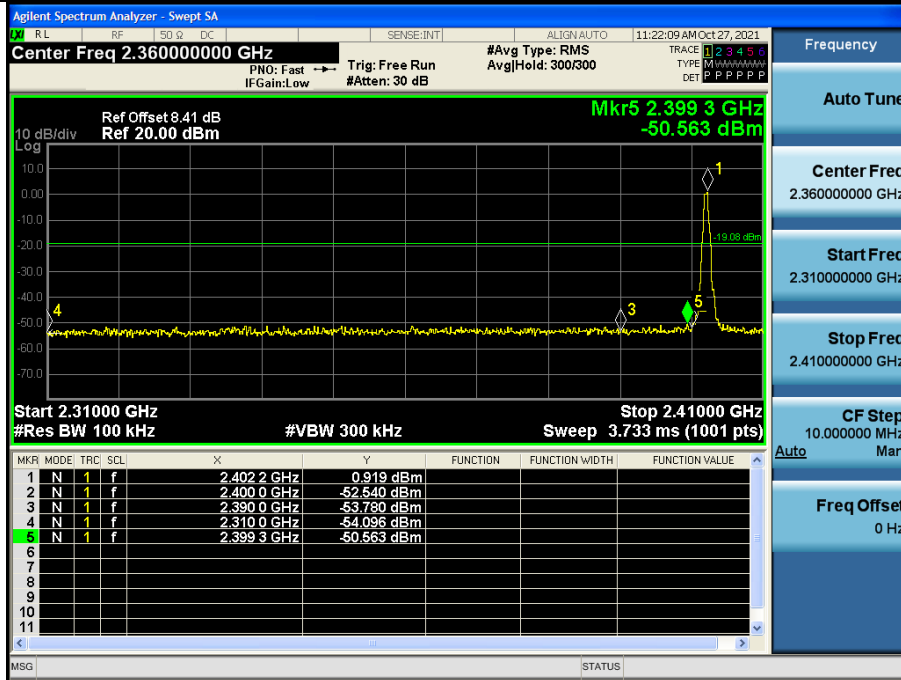 Agilent Spectrum Analyzer - Swept SA
LXI RL RF 50 Ω DC SENSE:INT ALIGN AUTO 11:22:09 AM Oct 27, 2021
Center Freq 2.360000000 GHz
PNO: Fast
IFGain:Low
Trig: Free Run
#Atten: 30 dB
#Avg Type: RMS
Avg|Hold: 300/300
TRACE 1 2 3 4 5 6
TYPE M W W W W W
DET P P P P P P
Mkr5 2.399 3 GHz
-50.563 dBm
Ref Offset 8.41 dB
10 dB/div Ref 20.00 dBm
Log
10.0
0.00
-10.0
-20.0
-30.0
-40.0
-50.0
-60.0
-70.0
1
-19.08 dBm
4
3
5
Start 2.31000 GHz Stop 2.41000 GHz
#Res BW 100 kHz #VBW 300 kHz Sweep 3.733 ms (1001 pts)
MKR MODE TRC SCL X Y FUNCTION FUNCTION WIDTH FUNCTION VALUE
1 N 1 f 2.402 2 GHz 0.919 dBm
2 N 1 f 2.400 0 GHz -52.540 dBm
3 N 1 f 2.390 0 GHz -53.780 dBm
4 N 1 f 2.310 0 GHz -54.096 dBm
5 N 1 f 2.399 3 GHz -50.563 dBm
6
7
8
9
10
11
MSG STATUS
Frequency
Auto Tune
Center Freq
2.360000000 GHz
Start Freq
2.310000000 GHz
Stop Freq
2.410000000 GHz
CF Step
10.000000 MHz
Auto Man
Freq Offset
0 Hz